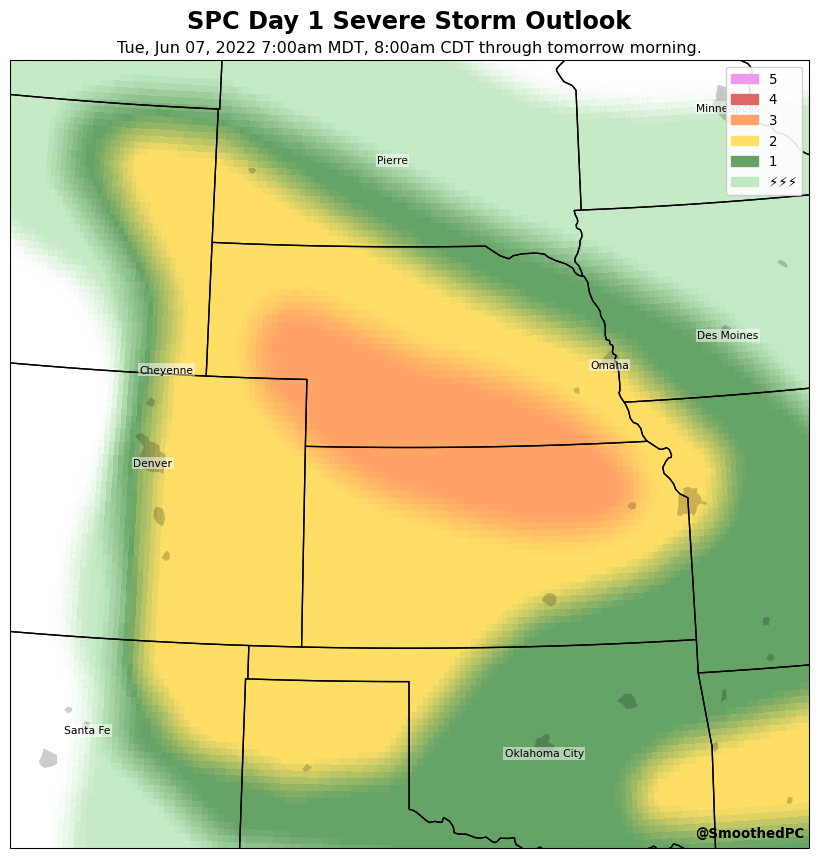 SPC Day 1 Severe Storm Outlook
Tue, Jun 07, 2022 7:00am MDT, 8:00am CDT through tomorrow morning.
5
4
3
2
1
⚡⚡⚡
Pierre
Des Moines
Omaha
Cheyenne
Denver
Santa Fe
Oklahoma City
@SmoothedPC